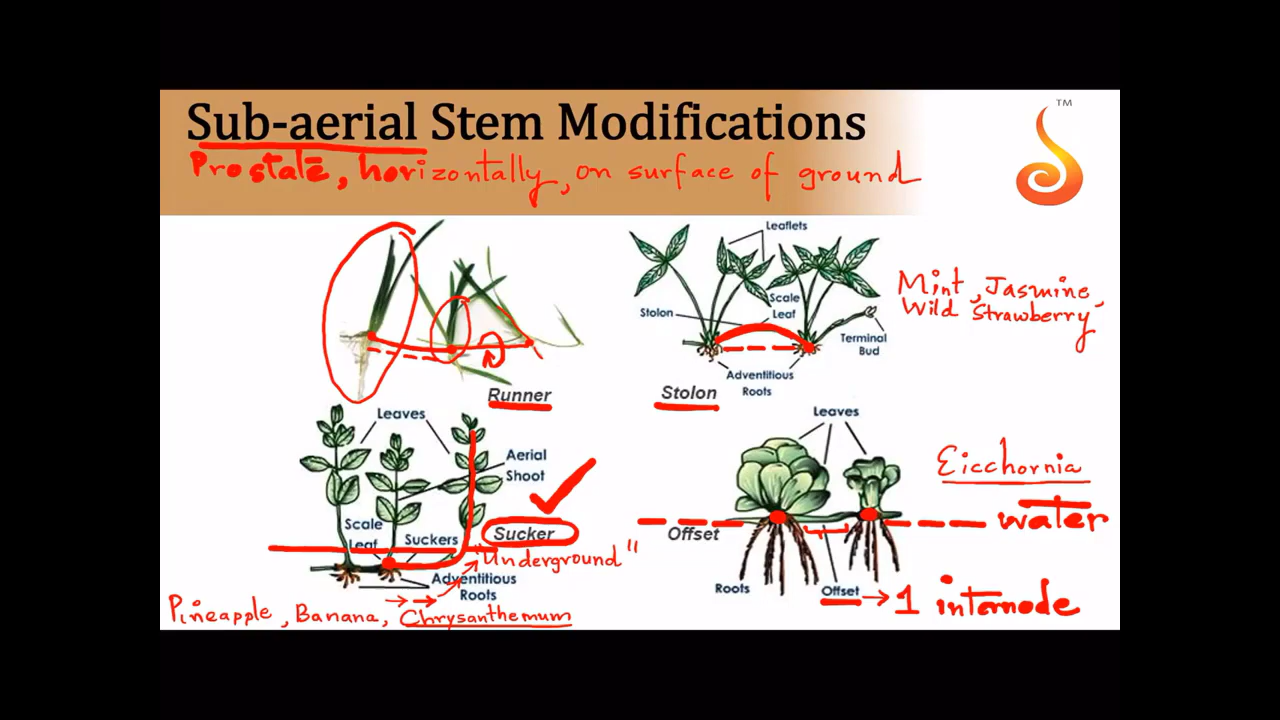 Sub-aerial Stem Modifications
TM
Prostate, horizontally, on surface of ground
Leaflets
Scale
Leaf
Stolon
Terminal
Bud
Adventitious
Roots
Mint, Jasmine,
Wild Strawberry
Runner
Stolon
Leaves
Aerial
Shoot
Scale
Leaf
Suckers
Sucker
"Underground"
Adventitious
Roots
Pineapple, Banana, Chrysanthemum
Leaves
Eicchornia
water
Offset
Roots
Offset → 1 internode